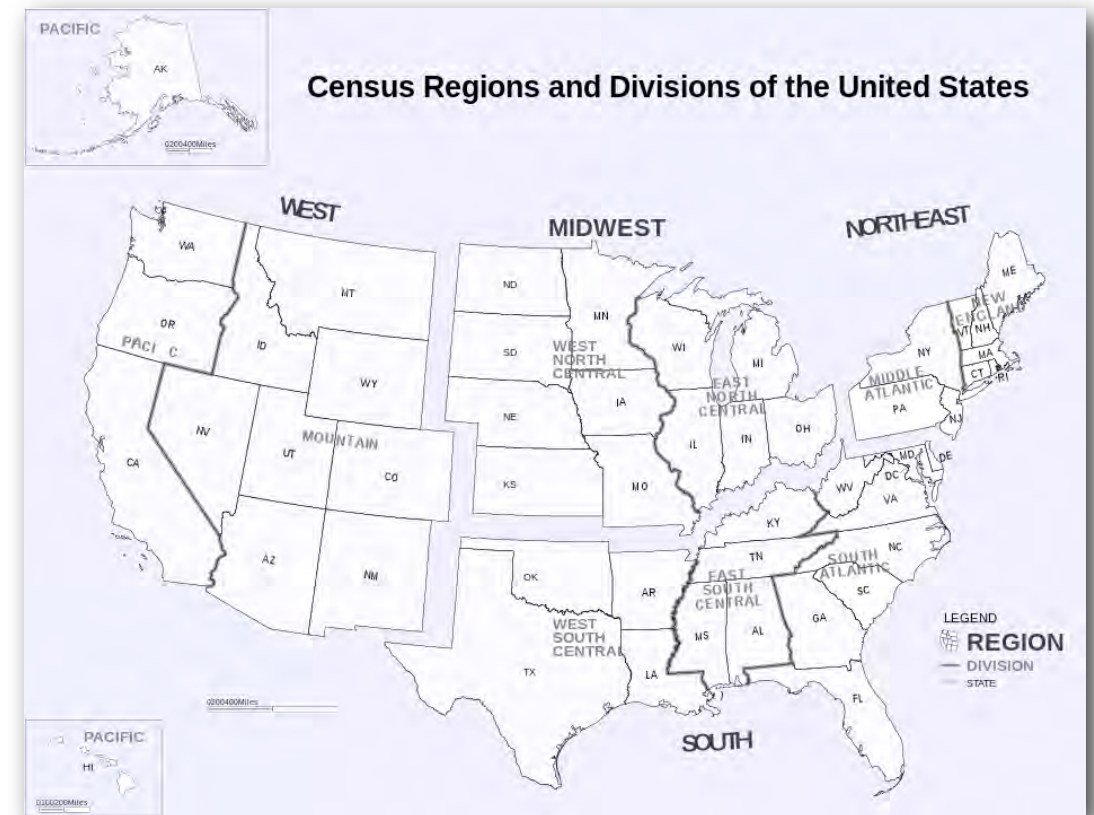 PACIFIC
AK
0200400Miles
Census Regions and Divisions of the United States
WEST
MIDWEST
NORTHEAST
WA
MT
ND
MN
ME
OR
PACI C
ID
SD
WEST
NORTH
CENTRAL
WI
MI
NEW
ENGLAND
VT
NH
NY
MA
CT
RI
WY
NE
IA
EAST
NORTH
CENTRAL
MIDDLE
ATLANTIC
PA
NJ
NV
MOUNTAIN
UT
CO
CA
KS
MO
IL
IN
OH
MD
DE
DC
WV
VA
KY
AZ
NM
OK
AR
TN
NC
EAST
SOUTH
CENTRAL
SOUTH
ATLANTIC
SC
WEST
SOUTH
CENTRAL
TX
LA
MS
AL
GA
FL
LEGEND
REGION
DIVISION
STATE
0200400Miles
SOUTH
PACIFIC
HI
0100200Miles